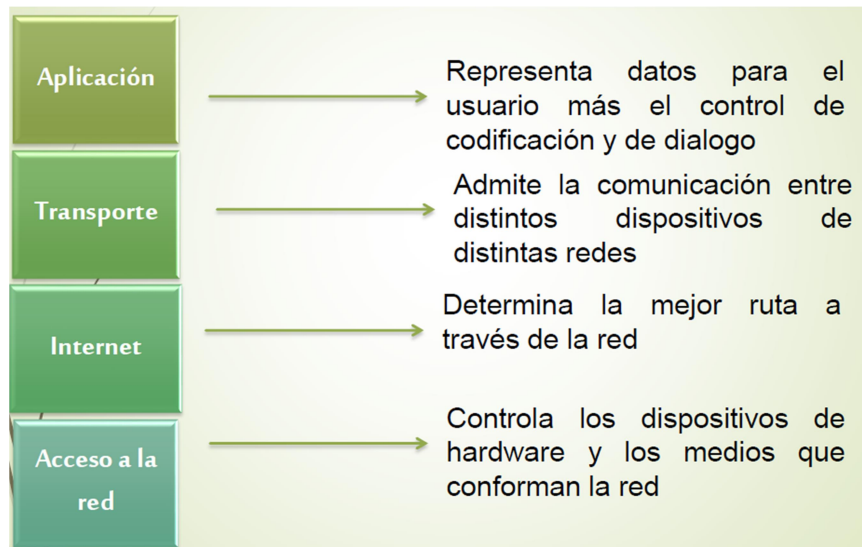 Aplicación
Representa datos para el
usuario más el control de
codificación y de dialogo
Transporte
Admite la comunicación entre
distintos dispositivos de
distintas redes
Internet
Determina la mejor ruta a
través de la red
Acceso a la
red
Controla los dispositivos de
hardware y los medios que
conforman la red